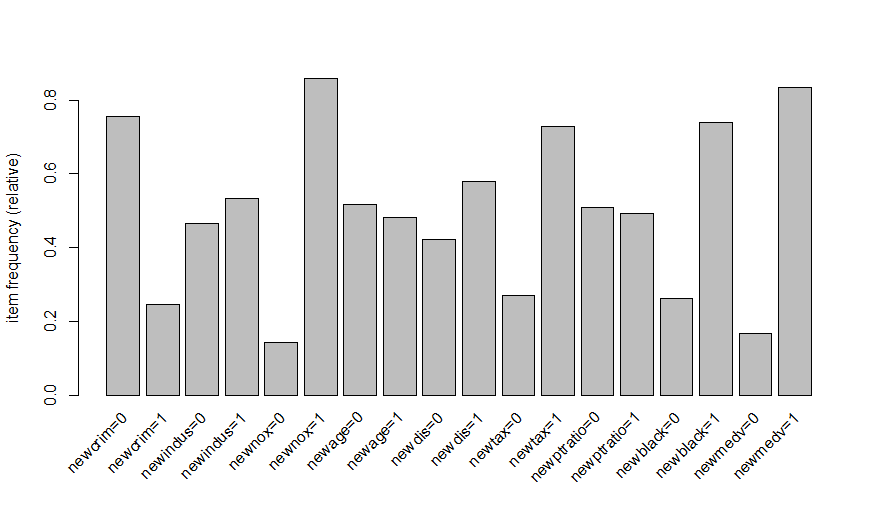 item frequency (relative)
0.8
0.6
0.4
0.2
0.0
newcrim=0
newcrim=1
newindus=0
newindus=1
newnox=0
newnox=1
newage=0
newage=1
newdis=0
newdis=1
newtax=0
newtax=1
newptratio=0
newptratio=1
newblack=0
newblack=1
newmedv=0
newmedv=1